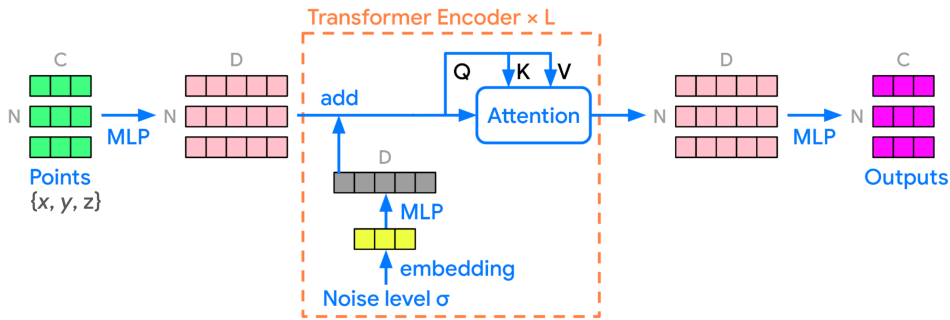 Transformer Encoder × L
C
D
Q
K
V
D
C
N
MLP
N
add
Attention
N
MLP
N
Points
{x, y, z}
D
Outputs
MLP
embedding
Noise level σ